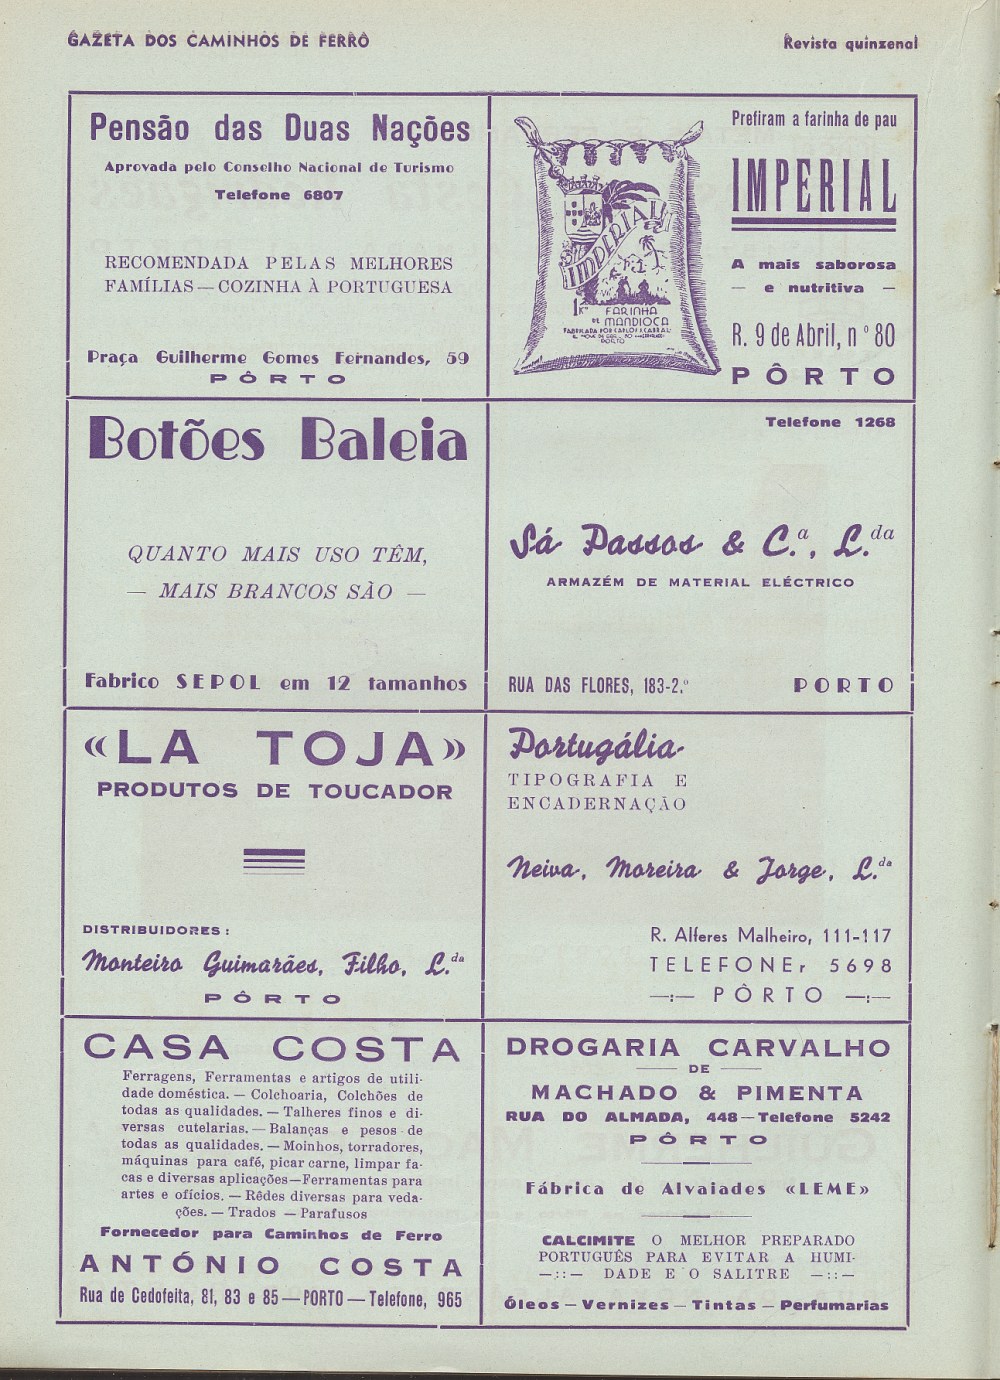 GAZETA DOS CAMINHOS DE FERRO
Revista quinzenal
Pensão das Duas Nações
Aprovada pelo Conselho Nacional de Turismo
Telefone 6807
RECOMENDADA PELAS MELHORES
FAMÍLIAS — COZINHA À PORTUGUESA
Praça Guilherme Gomes Fernandes, 59
PÔRTO
IMPERIAL
1 K
FARINHA
DE MANDIOCA
FABRICADA POR CARLOS A. CABRAL
PORTO
Prefiram a farinha de pau
IMPERIAL
A mais saborosa
— e nutritiva —
R. 9 de Abril, n.º 80
PÔRTO
Botões Baleia
QUANTO MAIS USO TÊM,
— MAIS BRANCOS SÃO —
Fabrico SEPOL em 12 tamanhos
Telefone 1268
Sá Passos & C.ª, L.da
ARMAZÉM DE MATERIAL ELÉCTRICO
RUA DAS FLORES, 183-2.º PORTO
«LA TOJA»
PRODUTOS DE TOUCADOR
DISTRIBUIDORES:
Monteiro Guimarães, Filho, L.da
PÔRTO
Portugália
TIPOGRAFIA E
ENCADERNAÇÃO
Neiva, Moreira & Jorge, L.da
R. Alferes Malheiro, 111-117
TELEFONE, 5698
—:— PÒRTO —:—
CASA COSTA
Ferragens, Ferramentas e artigos de utili-
dade doméstica. — Colchoaria, Colchões de
todas as qualidades. — Talheres finos e di-
versas cutelarias. — Balanças e pesos de
todas as qualidades. — Moinhos, torradores,
máquinas para café, picar carne, limpar fa-
cas e diversas aplicações—Ferramentas para
artes e ofícios. — Rêdes diversas para veda-
ções. — Trados — Parafusos
Fornecedor para Caminhos de Ferro
ANTÓNIO COSTA
Rua de Cedofeita, 81, 83 e 85 — PORTO — Telefone, 965
DROGARIA CARVALHO
— DE —
MACHADO & PIMENTA
RUA DO ALMADA, 448 — Telefone 5242
PÔRTO
Fábrica de Alvaiades «LEME»
CALCIMITE O MELHOR PREPARADO
PORTUGUÊS PARA EVITAR A HUMI-
—::— DADE E O SALITRE —::—
Óleos — Vernizes — Tintas — Perfumarias